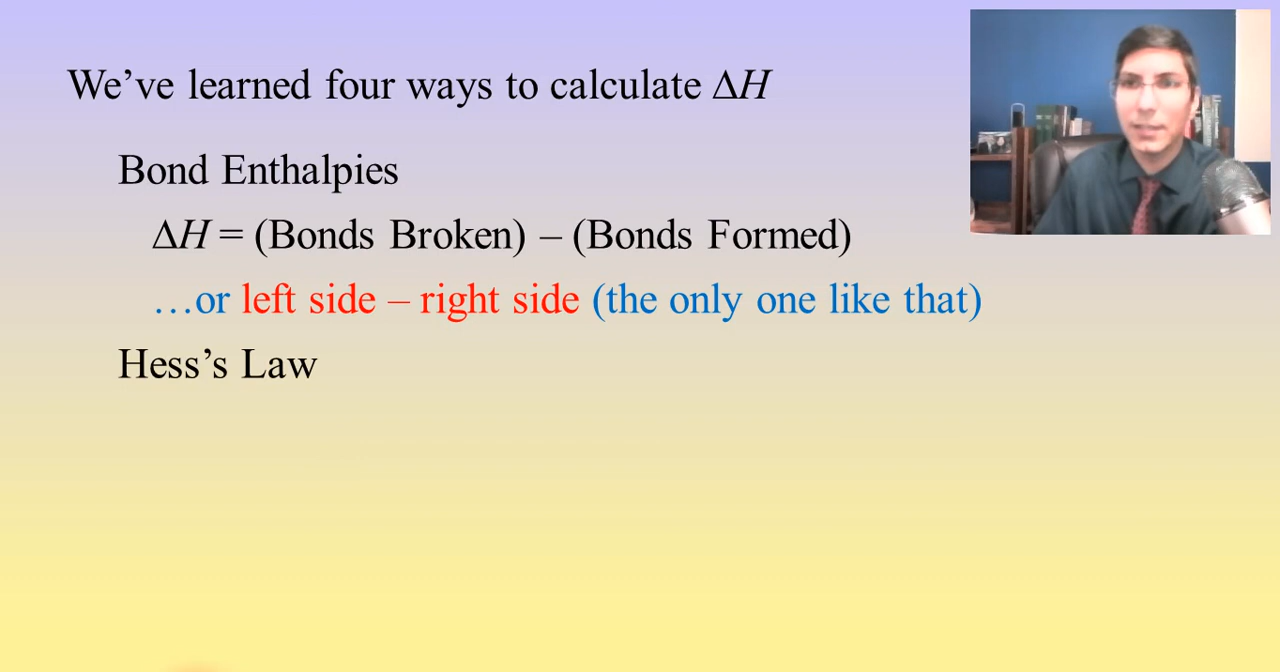 We’ve learned four ways to calculate ΔH
Bond Enthalpies
ΔH = (Bonds Broken) – (Bonds Formed)
…or left side – right side (the only one like that)
Hess’s Law